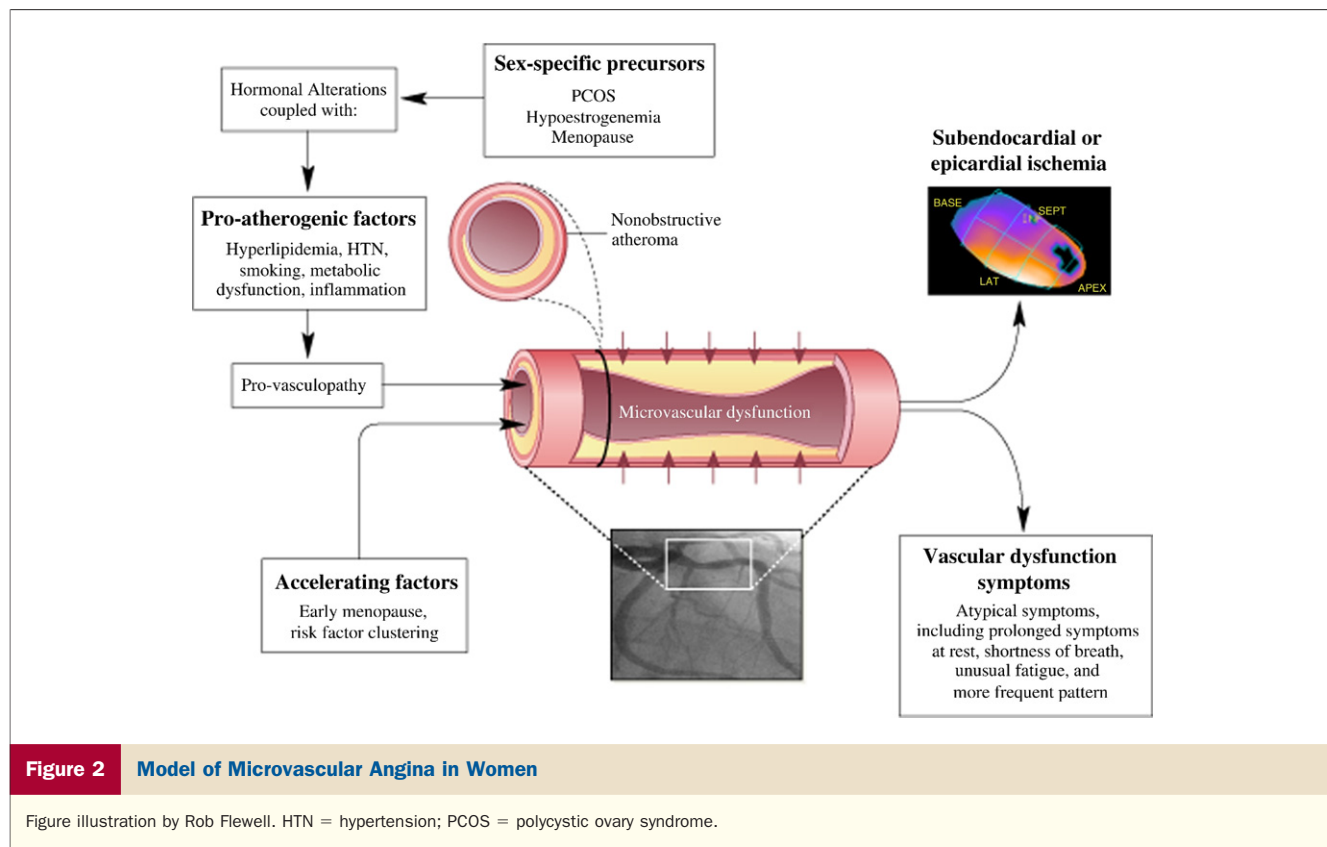 Sex-specific precursors
PCOS
Hypoestrogenemia
Menopause
Hormonal Alterations
coupled with:
Pro-atherogenic factors
Hyperlipidemia, HTN,
smoking, metabolic
dysfunction, inflammation
Pro-vasculopathy
Accelerating factors
Early menopause,
risk factor clustering
Nonobstructive
atheroma
Microvascular dysfunction
Subendocardial or
epicardial ischemia
BASE
SEPT
LAT
APEX
Vascular dysfunction
symptoms
Atypical symptoms,
including prolonged symptoms
at rest, shortness of breath,
unusual fatigue, and
more frequent pattern
Figure 2 Model of Microvascular Angina in Women
Figure illustration by Rob Flewell. HTN = hypertension; PCOS = polycystic ovary syndrome.